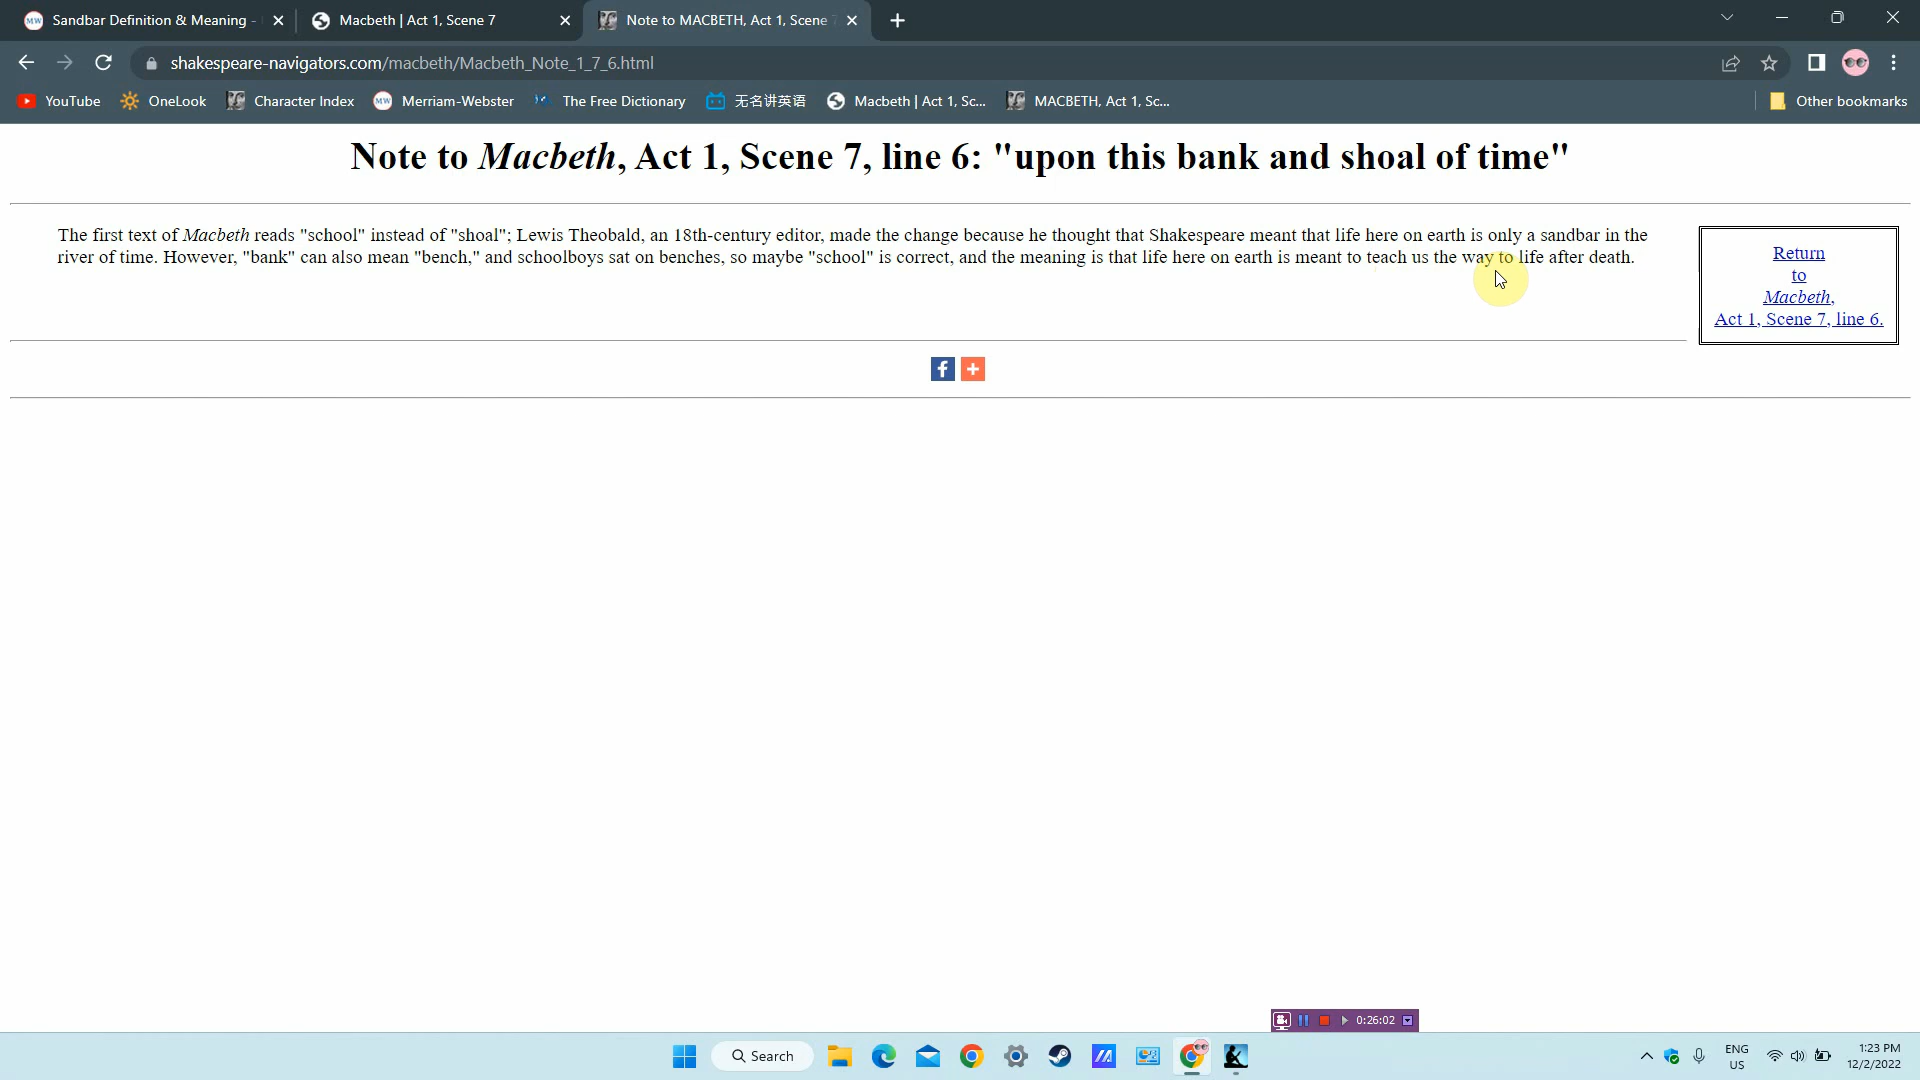 Sandbar Definition & Meaning -
Macbeth | Act 1, Scene 7
Note to MACBETH, Act 1, Scene 7
shakespeare-navigators.com/macbeth/Macbeth_Note_1_7_6.html
YouTube
OneLook
Character Index
Merriam-Webster
The Free Dictionary
无名讲英语
Macbeth | Act 1, Sc...
MACBETH, Act 1, Sc...
Other bookmarks
Note to Macbeth, Act 1, Scene 7, line 6: "upon this bank and shoal of time"
The first text of Macbeth reads "school" instead of "shoal"; Lewis Theobald, an 18th-century editor, made the change because he thought that Shakespeare meant that life here on earth is only a sandbar in the
river of time. However, "bank" can also mean "bench," and schoolboys sat on benches, so maybe "school" is correct, and the meaning is that life here on earth is meant to teach us the way to life after death.
Return
to
Macbeth,
Act 1, Scene 7, line 6.
0:26:02
Search
ENG
US
1:23 PM
12/2/2022